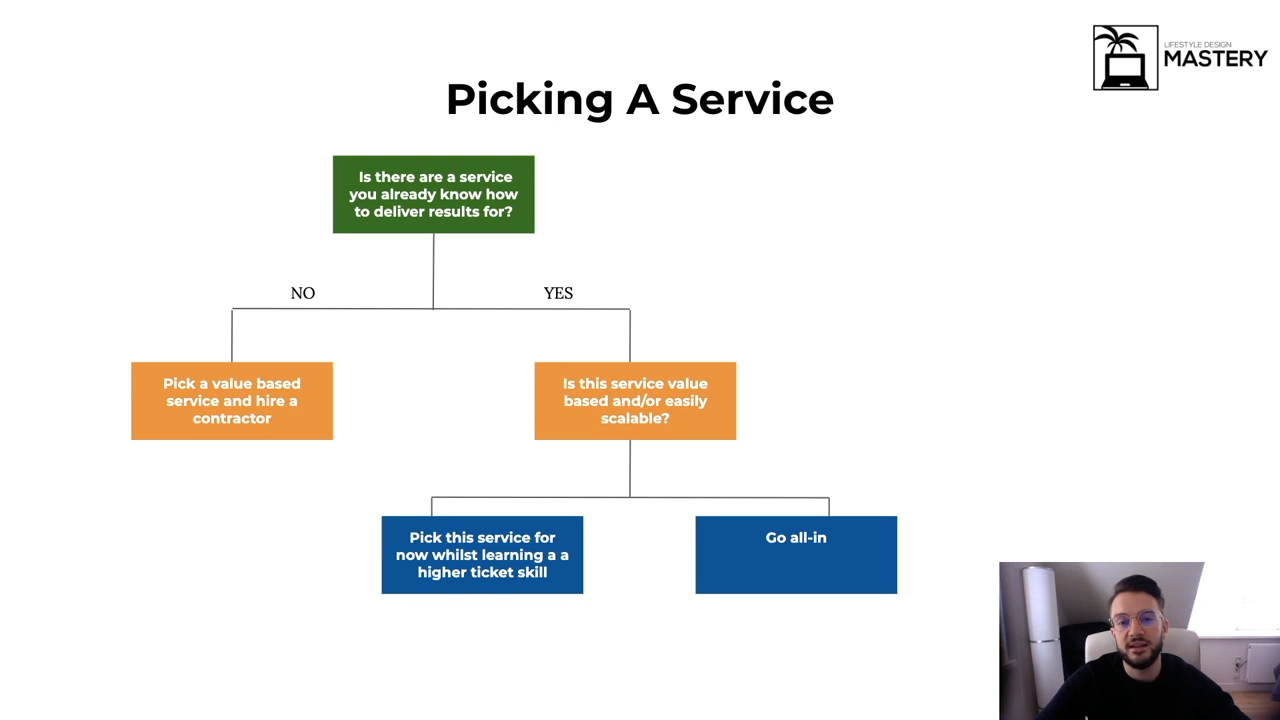 LIFESTYLE DESIGN
MASTERY
Picking A Service
Is there are a service
you already know how
to deliver results for?
NO
YES
Pick a value based
service and hire a
contractor
Is this service value
based and/or easily
scalable?
Pick this service for
now whilst learning a a
higher ticket skill
Go all-in